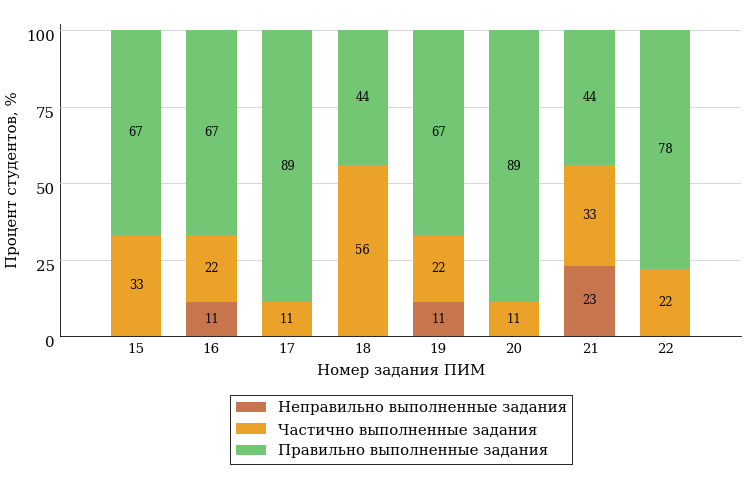 Процент студентов, %
100
75
50
25
0
67 67 89 44 67 89 44 78
33 22 11 56 22 11 33 22
11 11 23
15 16 17 18 19 20 21 22
Номер задания ПИМ
Неправильно выполненные задания
Частично выполненные задания
Правильно выполненные задания